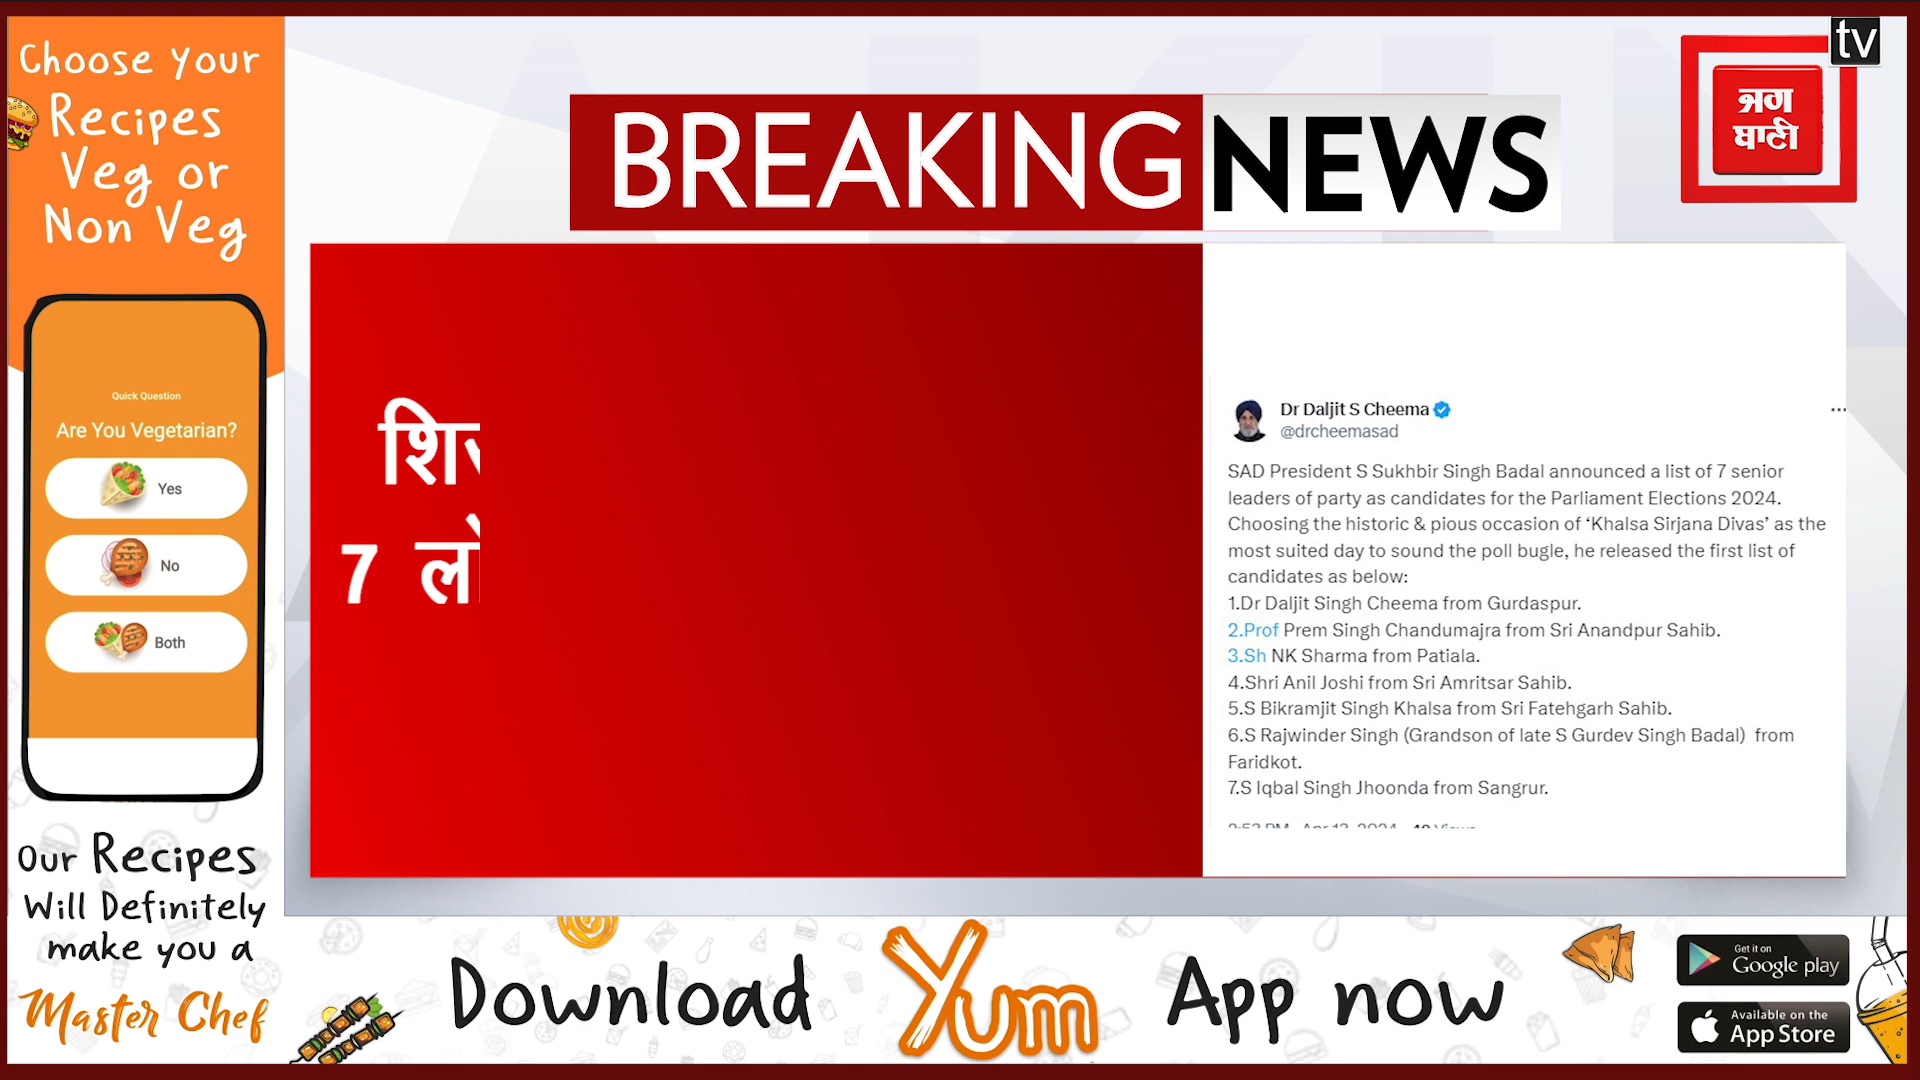 Choose your
Recipes
Veg or
Non Veg
Quick Question
Are You Vegetarian?
Yes
No
Both
Our Recipes
Will Definitely
make you a
Master Chef
BREAKING NEWS
tv
ਜਗ
ਬਾਣੀ
7
Dr Daljit S Cheema
@drcheemasad
SAD President S Sukhbir Singh Badal announced a list of 7 senior
leaders of party as candidates for the Parliament Elections 2024.
Choosing the historic & pious occasion of ‘Khalsa Sirjana Divas’ as the
most suited day to sound the poll bugle, he released the first list of
candidates as below:
1.Dr Daljit Singh Cheema from Gurdaspur.
2.Prof Prem Singh Chandumajra from Sri Anandpur Sahib.
3.Sh NK Sharma from Patiala.
4.Shri Anil Joshi from Sri Amritsar Sahib.
5.S Bikramjit Singh Khalsa from Sri Fatehgarh Sahib.
6.S Rajwinder Singh (Grandson of late S Gurdev Singh Badal) from
Faridkot.
7.S Iqbal Singh Jhoonda from Sangrur.
Download Yum App now
Get it on
Google play
Available on the
App Store